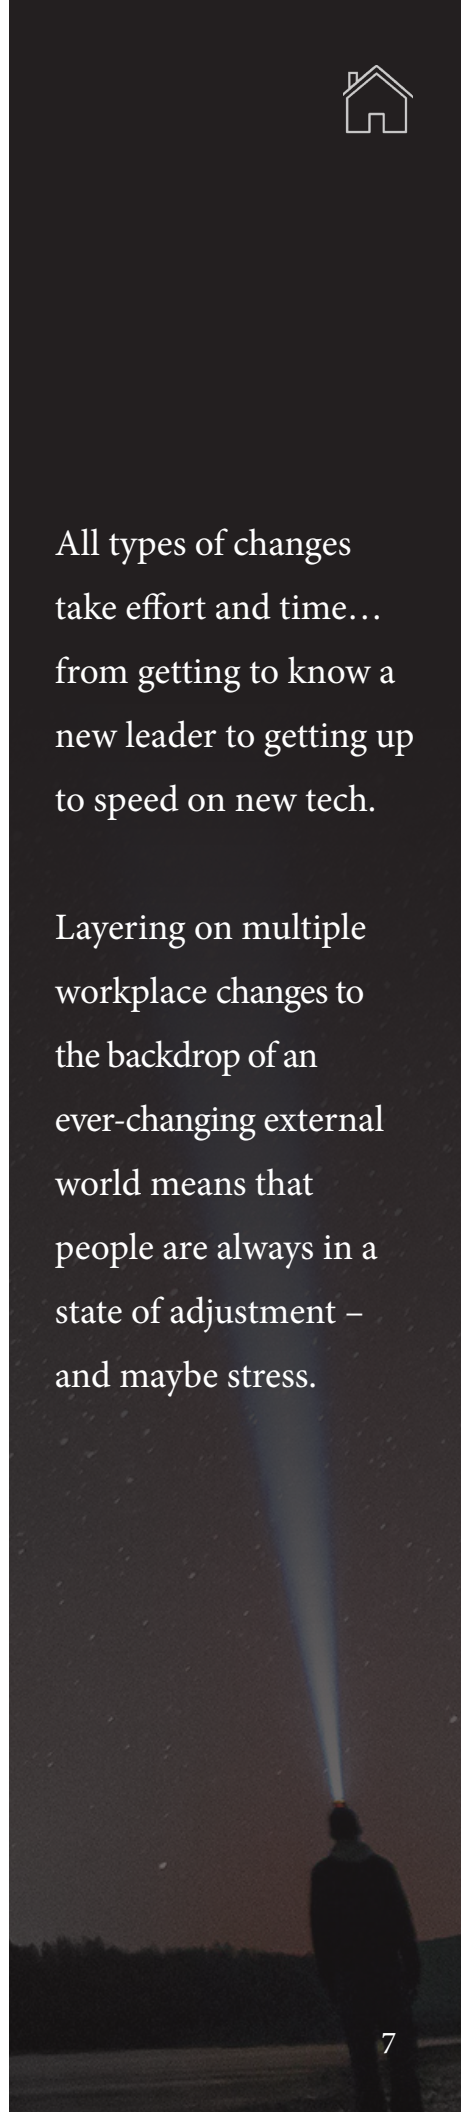 All types of changes
take effort and time…
from getting to know a
new leader to getting up
to speed on new tech.
Layering on multiple
workplace changes to
the backdrop of an
ever-changing external
world means that
people are always in a
state of adjustment –
and maybe stress.
7